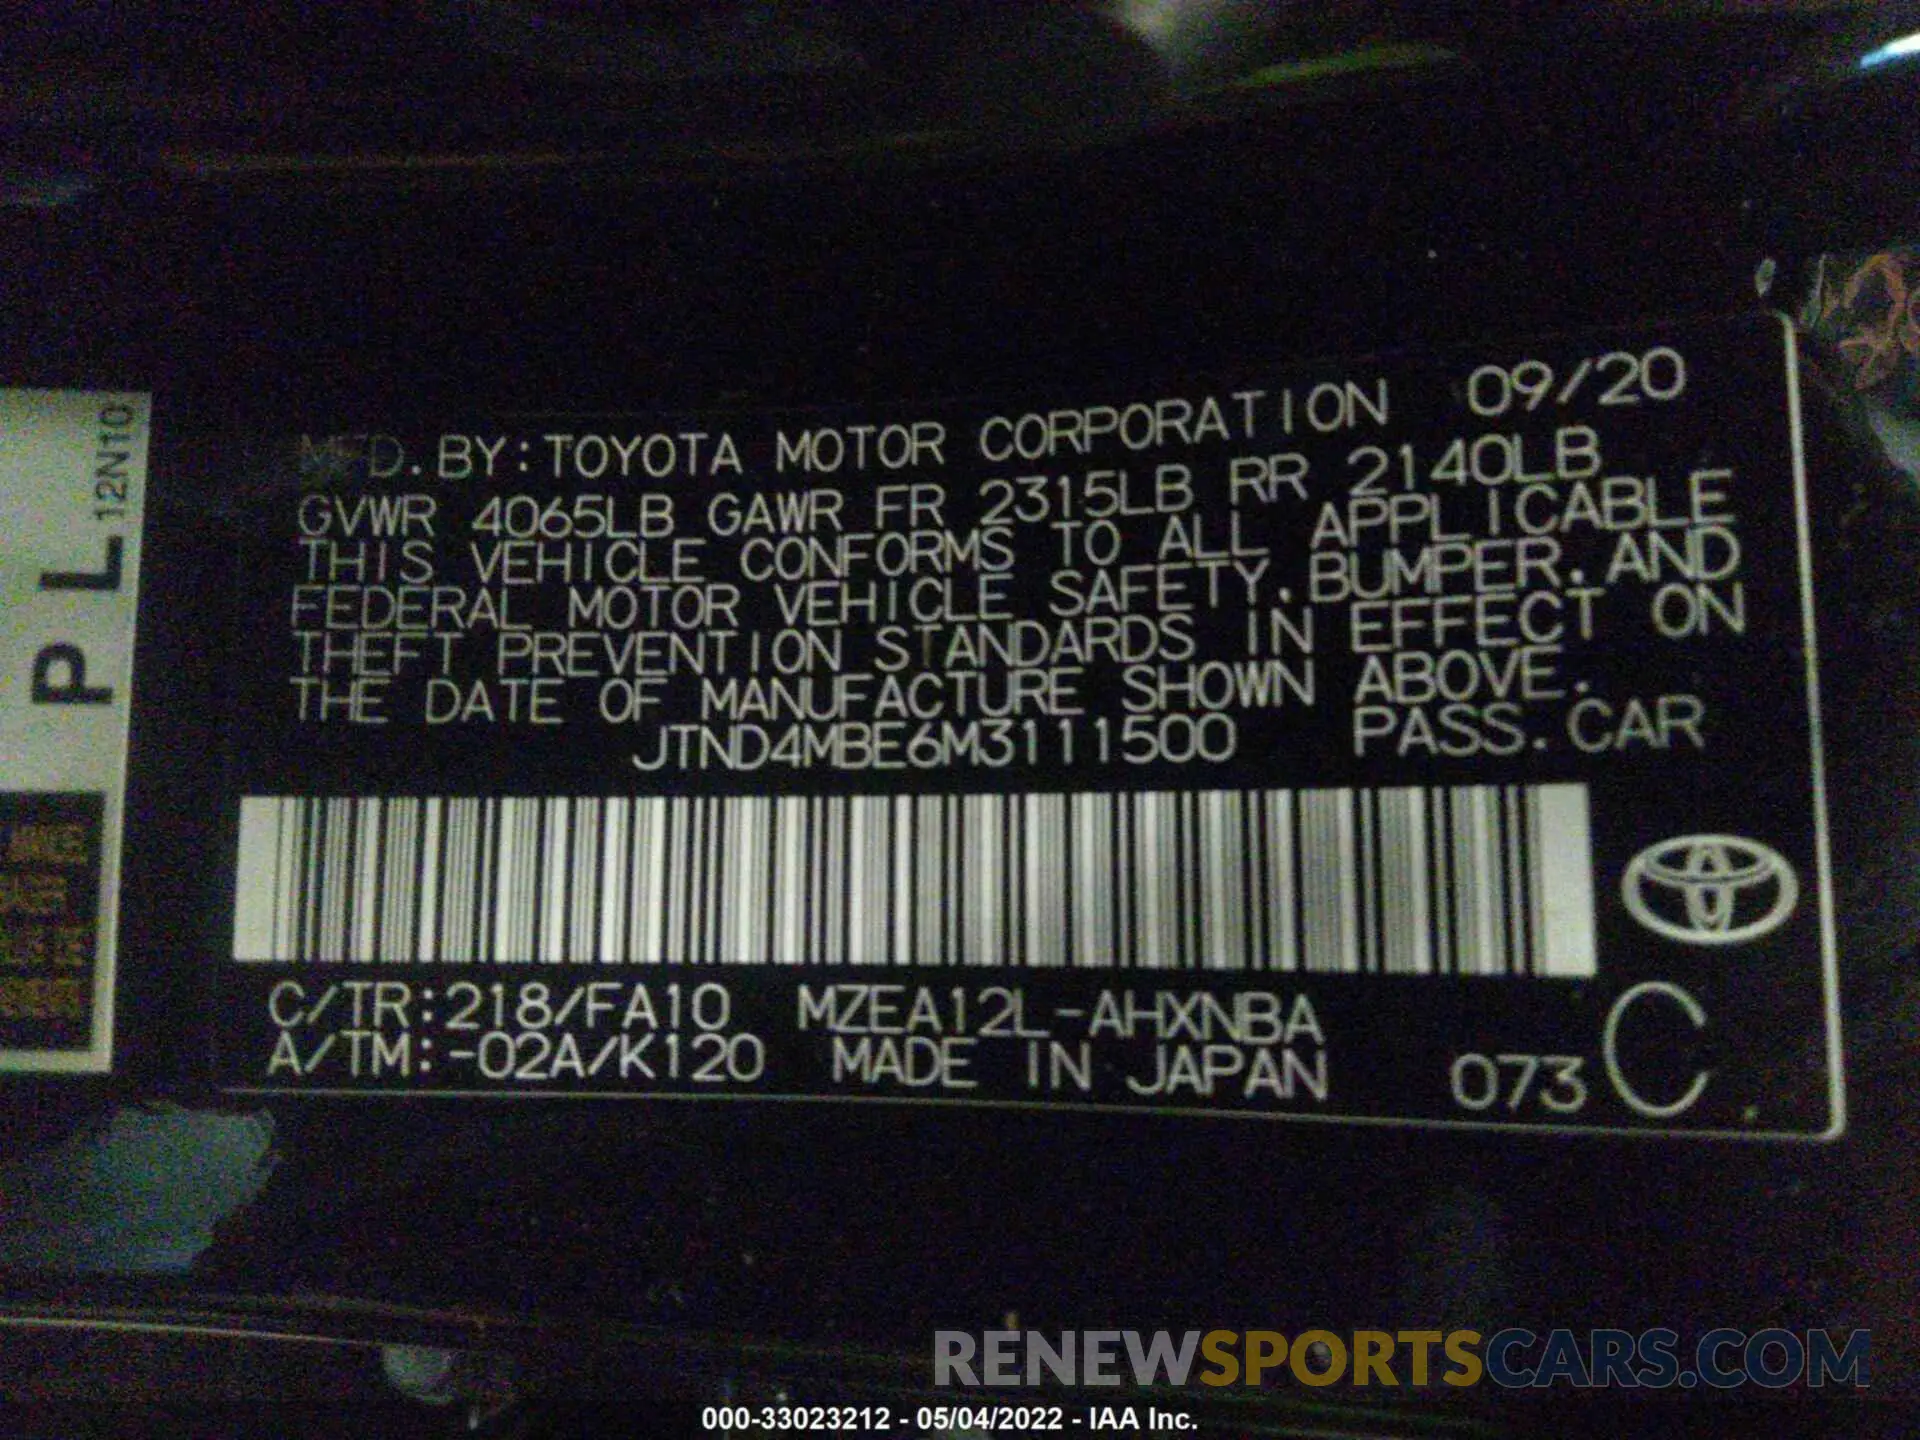 MFD. BY: TOYOTA MOTOR CORPORATION 09/20
GVWR 4065LB GAWR FR 2315LB RR 2140LB
THIS VEHICLE CONFORMS TO ALL APPLICABLE
FEDERAL MOTOR VEHICLE SAFETY, BUMPER, AND
THEFT PREVENTION STANDARDS IN EFFECT ON
THE DATE OF MANUFACTURE SHOWN ABOVE.
JTND4MBE6M3111500 PASS. CAR
C/TR:218/FA10 MZEA12L-AHXNBA
A/TM:-02A/K120 MADE IN JAPAN 073 C
P L 12N10
RENEWSPORTSCARS.COM
000-33023212 - 05/04/2022 - IAA Inc.